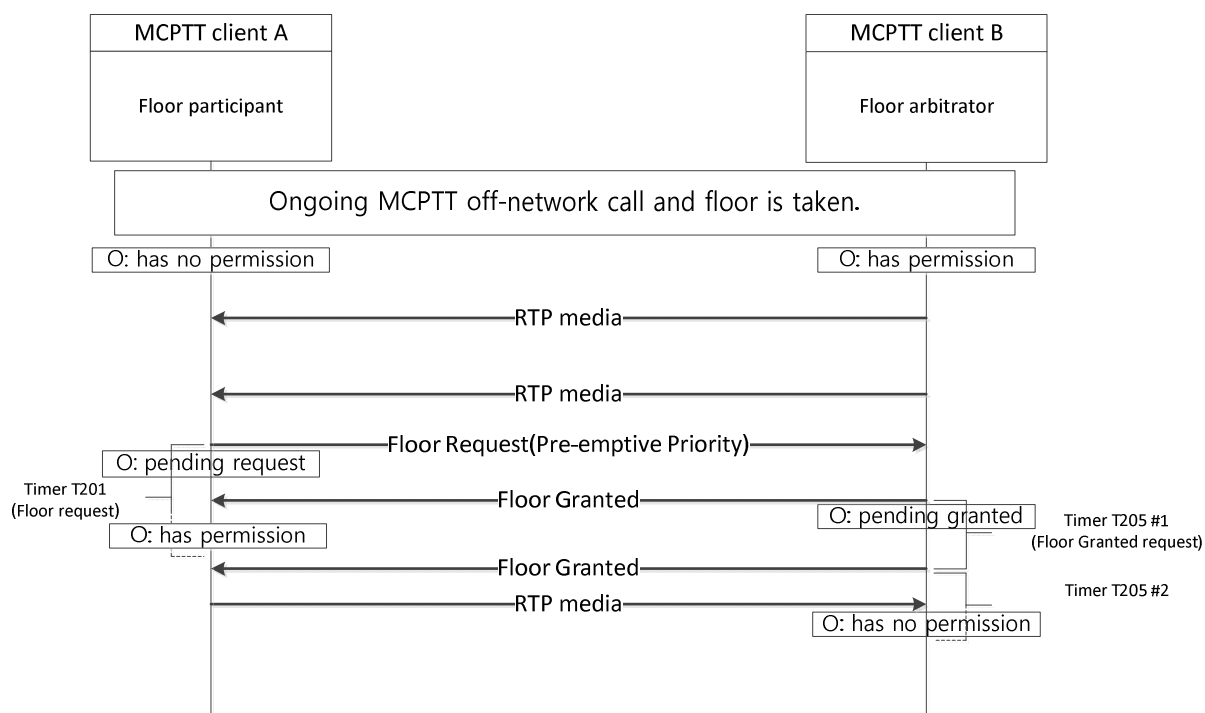 MCPTT client A
MCPTT client B
Floor participant
Floor arbitrator
Ongoing MCPTT off-network call and floor is taken.
O: has no permission
O: has permission
RTP media
RTP media
Floor Request(Pre-emptive Priority)
O: pending request
Timer T201
(Floor request)
Floor Granted
O: pending granted
Timer T205 #1
(Floor Granted request)
O: has permission
Floor Granted
Timer T205 #2
RTP media
O: has no permission